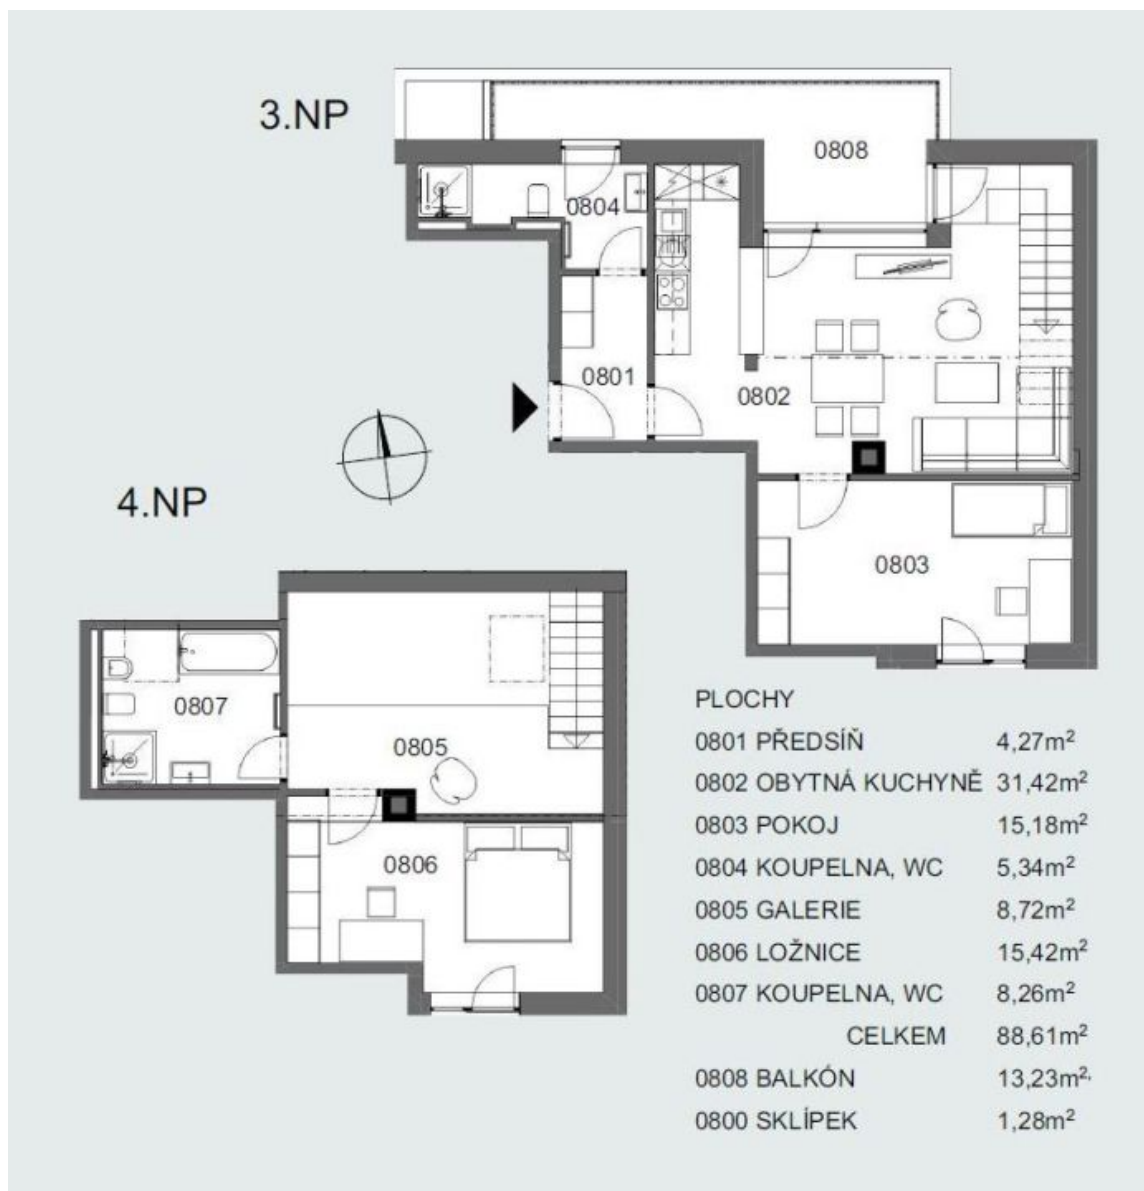 3.NP
0808
0804
0801
0802
0803
4.NP
0807
0805
0806
PLOCHY
0801 PŘEDSÍŇ 4,27m²
0802 OBYTNÁ KUCHYNĚ 31,42m²
0803 POKOJ 15,18m²
0804 KOUPELNA, WC 5,34m²
0805 GALERIE 8,72m²
0806 LOŽNICE 15,42m²
0807 KOUPELNA, WC 8,26m²
CELKEM 88,61m²
0808 BALKÓN 13,23m².
0800 SKLÍPEK 1,28m²